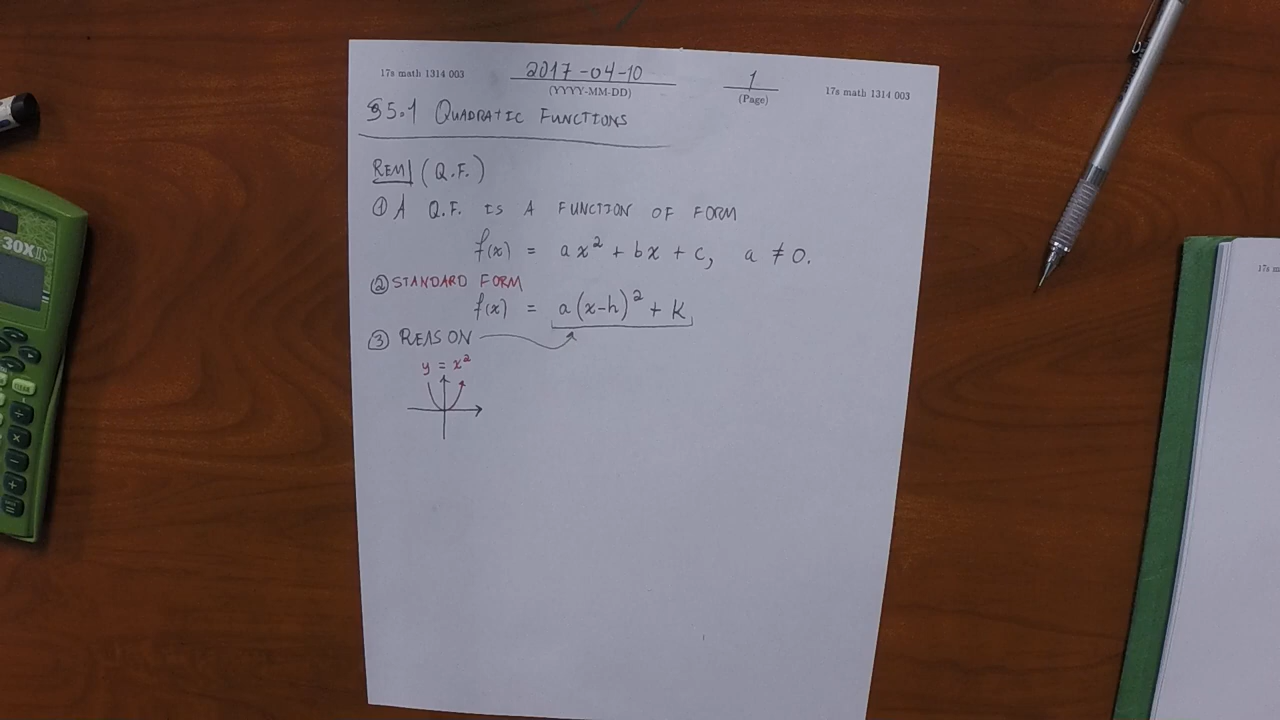 17s math 1314 003
2017-04-10
(YYYY-MM-DD)
1
(Page)
17s math 1314 003
§5.1 QUADRATIC FUNCTIONS
REM (Q.F.)
① A Q.F. IS A FUNCTION OF FORM
f(x) = ax² + bx + c, a ≠ 0.
② STANDARD FORM
f(x) = a(x-h)² + k
③ REASON
y = x²
30X IIS
÷
×
−
+
17s m